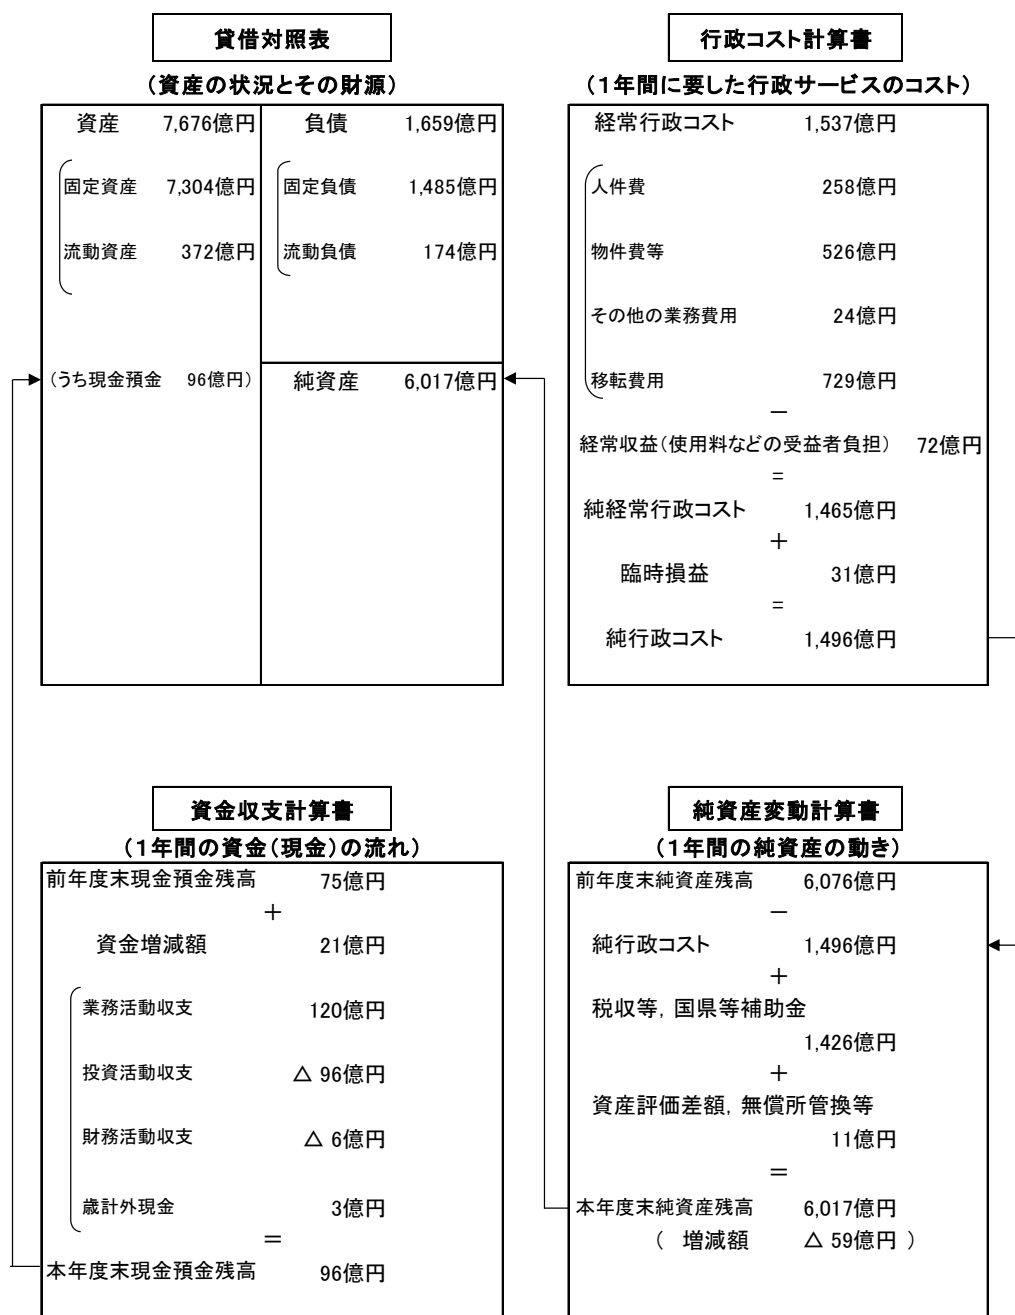 貸借対照表
(資産の状況とその財源)
資産 7,676億円 負債 1,659億円
固定資産 7,304億円 固定負債 1,485億円
流動資産 372億円 流動負債 174億円
(うち現金預金 96億円) 純資産 6,017億円
行政コスト計算書
(1年間に要した行政サービスのコスト)
経常行政コスト 1,537億円
人件費 258億円
物件費等 526億円
その他の業務費用 24億円
移転費用 729億円
−
経常収益(使用料などの受益者負担) 72億円
=
純経常行政コスト 1,465億円
+
臨時損益 31億円
=
純行政コスト 1,496億円
資金収支計算書
(1年間の資金(現金)の流れ)
前年度末現金預金残高 75億円
+
資金増減額 21億円
業務活動収支 120億円
投資活動収支 △ 96億円
財務活動収支 △ 6億円
歳計外現金 3億円
=
本年度末現金預金残高 96億円
純資産変動計算書
(1年間の純資産の動き)
前年度末純資産残高 6,076億円
−
純行政コスト 1,496億円
+
税収等,国県等補助金
1,426億円
+
資産評価差額,無償所管換等
11億円
=
本年度末純資産残高 6,017億円
( 増減額 △ 59億円 )